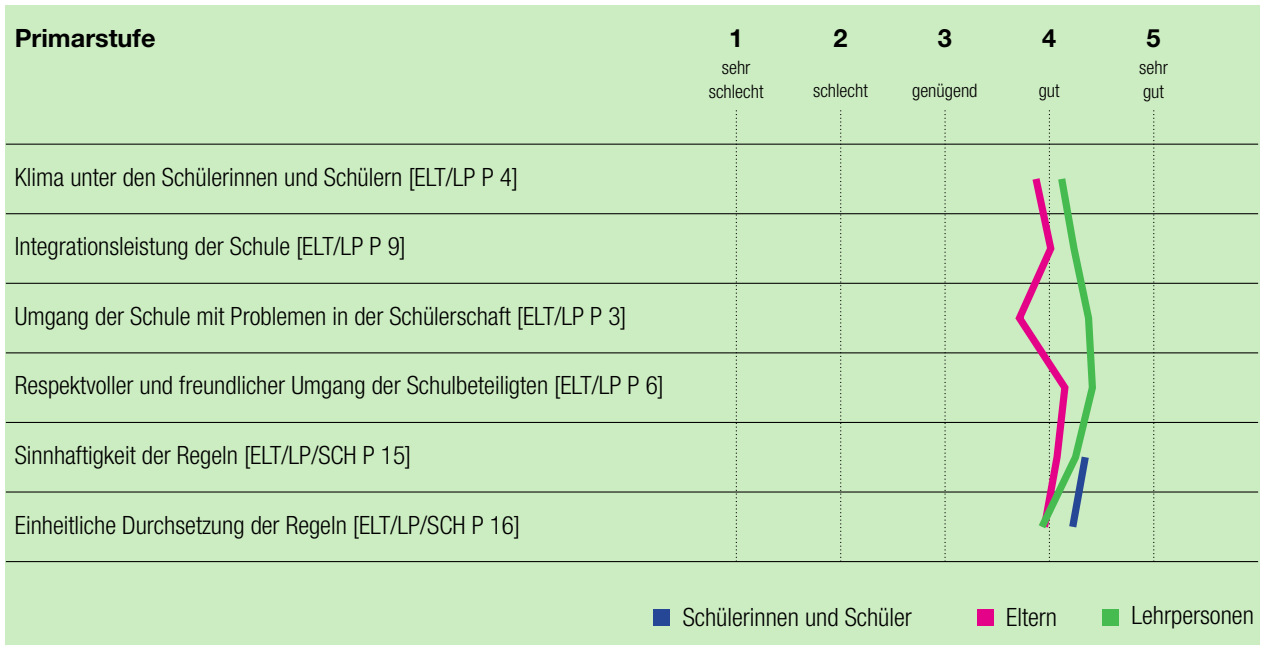 Primarstufe 1 2 3 4 5
sehr sehr
schlecht schlecht genügend gut gut
Klima unter den Schülerinnen und Schülern [ELT/LP P 4]
Integrationsleistung der Schule [ELT/LP P 9]
Umgang der Schule mit Problemen in der Schülerschaft [ELT/LP P 3]
Respektvoller und freundlicher Umgang der Schulbeteiligten [ELT/LP P 6]
Sinnhaftigkeit der Regeln [ELT/LP/SCH P 15]
Einheitliche Durchsetzung der Regeln [ELT/LP/SCH P 16]
Schülerinnen und Schüler Eltern Lehrpersonen